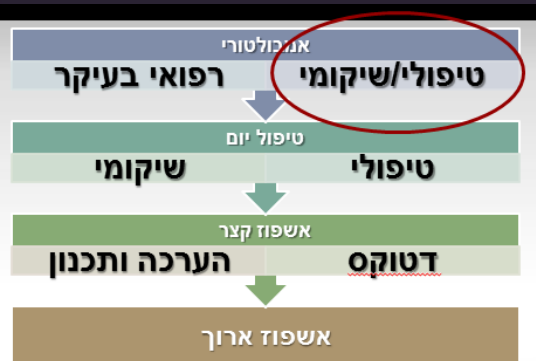 אמבולטורי
טיפולי/שיקומי רפואי בעיקר
טיפול יום
טיפולי שיקומי
אשפוז קצר
דטוקס הערכה ותכנון
אשפוז ארוך